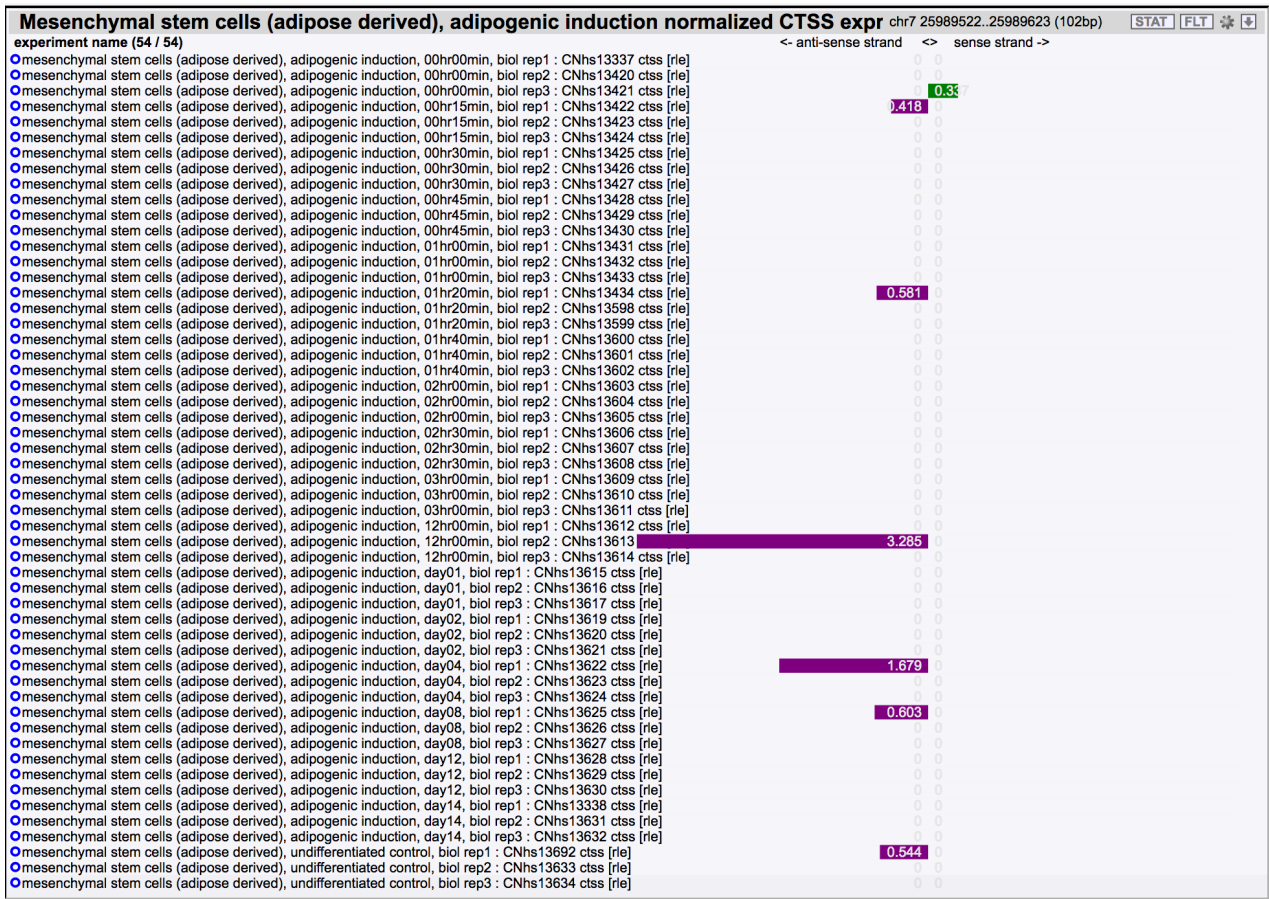 Mesenchymal stem cells (adipose derived), adipogenic induction normalized CTSS expr chr7 25989522..25989623 (102bp) STAT FLT
experiment name (54 / 54) <- anti-sense strand <> sense strand ->
mesenchymal stem cells (adipose derived), adipogenic induction, 00hr00min, biol rep1 : CNhs13337 ctss [rle] 0 0
mesenchymal stem cells (adipose derived), adipogenic induction, 00hr00min, biol rep2 : CNhs13420 ctss [rle] 0 0
mesenchymal stem cells (adipose derived), adipogenic induction, 00hr00min, biol rep3 : CNhs13421 ctss [rle] 0 0.337
mesenchymal stem cells (adipose derived), adipogenic induction, 00hr15min, biol rep1 : CNhs13422 ctss [rle] 0.418 0
mesenchymal stem cells (adipose derived), adipogenic induction, 00hr15min, biol rep2 : CNhs13423 ctss [rle] 0 0
mesenchymal stem cells (adipose derived), adipogenic induction, 00hr15min, biol rep3 : CNhs13424 ctss [rle] 0 0
mesenchymal stem cells (adipose derived), adipogenic induction, 00hr30min, biol rep1 : CNhs13425 ctss [rle] 0 0
mesenchymal stem cells (adipose derived), adipogenic induction, 00hr30min, biol rep2 : CNhs13426 ctss [rle] 0 0
mesenchymal stem cells (adipose derived), adipogenic induction, 00hr30min, biol rep3 : CNhs13427 ctss [rle] 0 0
mesenchymal stem cells (adipose derived), adipogenic induction, 00hr45min, biol rep1 : CNhs13428 ctss [rle] 0 0
mesenchymal stem cells (adipose derived), adipogenic induction, 00hr45min, biol rep2 : CNhs13429 ctss [rle] 0 0
mesenchymal stem cells (adipose derived), adipogenic induction, 00hr45min, biol rep3 : CNhs13430 ctss [rle] 0 0
mesenchymal stem cells (adipose derived), adipogenic induction, 01hr00min, biol rep1 : CNhs13431 ctss [rle] 0 0
mesenchymal stem cells (adipose derived), adipogenic induction, 01hr00min, biol rep2 : CNhs13432 ctss [rle] 0 0
mesenchymal stem cells (adipose derived), adipogenic induction, 01hr00min, biol rep3 : CNhs13433 ctss [rle] 0 0
mesenchymal stem cells (adipose derived), adipogenic induction, 01hr20min, biol rep1 : CNhs13434 ctss [rle] 0.581 0
mesenchymal stem cells (adipose derived), adipogenic induction, 01hr20min, biol rep2 : CNhs13598 ctss [rle] 0 0
mesenchymal stem cells (adipose derived), adipogenic induction, 01hr20min, biol rep3 : CNhs13599 ctss [rle] 0 0
mesenchymal stem cells (adipose derived), adipogenic induction, 01hr40min, biol rep1 : CNhs13600 ctss [rle] 0 0
mesenchymal stem cells (adipose derived), adipogenic induction, 01hr40min, biol rep2 : CNhs13601 ctss [rle] 0 0
mesenchymal stem cells (adipose derived), adipogenic induction, 01hr40min, biol rep3 : CNhs13602 ctss [rle] 0 0
mesenchymal stem cells (adipose derived), adipogenic induction, 02hr00min, biol rep1 : CNhs13603 ctss [rle] 0 0
mesenchymal stem cells (adipose derived), adipogenic induction, 02hr00min, biol rep2 : CNhs13604 ctss [rle] 0 0
mesenchymal stem cells (adipose derived), adipogenic induction, 02hr00min, biol rep3 : CNhs13605 ctss [rle] 0 0
mesenchymal stem cells (adipose derived), adipogenic induction, 02hr30min, biol rep1 : CNhs13606 ctss [rle] 0 0
mesenchymal stem cells (adipose derived), adipogenic induction, 02hr30min, biol rep2 : CNhs13607 ctss [rle] 0 0
mesenchymal stem cells (adipose derived), adipogenic induction, 02hr30min, biol rep3 : CNhs13608 ctss [rle] 0 0
mesenchymal stem cells (adipose derived), adipogenic induction, 03hr00min, biol rep1 : CNhs13609 ctss [rle] 0 0
mesenchymal stem cells (adipose derived), adipogenic induction, 03hr00min, biol rep2 : CNhs13610 ctss [rle] 0 0
mesenchymal stem cells (adipose derived), adipogenic induction, 03hr00min, biol rep3 : CNhs13611 ctss [rle] 0 0
mesenchymal stem cells (adipose derived), adipogenic induction, 12hr00min, biol rep1 : CNhs13612 ctss [rle] 0 0
mesenchymal stem cells (adipose derived), adipogenic induction, 12hr00min, biol rep2 : CNhs13613 3.285 0
mesenchymal stem cells (adipose derived), adipogenic induction, 12hr00min, biol rep3 : CNhs13614 ctss [rle] 0 0
mesenchymal stem cells (adipose derived), adipogenic induction, day01, biol rep1 : CNhs13615 ctss [rle] 0 0
mesenchymal stem cells (adipose derived), adipogenic induction, day01, biol rep2 : CNhs13616 ctss [rle] 0 0
mesenchymal stem cells (adipose derived), adipogenic induction, day01, biol rep3 : CNhs13617 ctss [rle] 0 0
mesenchymal stem cells (adipose derived), adipogenic induction, day02, biol rep1 : CNhs13619 ctss [rle] 0 0
mesenchymal stem cells (adipose derived), adipogenic induction, day02, biol rep2 : CNhs13620 ctss [rle] 0 0
mesenchymal stem cells (adipose derived), adipogenic induction, day02, biol rep3 : CNhs13621 ctss [rle] 0 0
mesenchymal stem cells (adipose derived), adipogenic induction, day04, biol rep1 : CNhs13622 ctss [rle] 1.679 0
mesenchymal stem cells (adipose derived), adipogenic induction, day04, biol rep2 : CNhs13623 ctss [rle] 0 0
mesenchymal stem cells (adipose derived), adipogenic induction, day04, biol rep3 : CNhs13624 ctss [rle] 0 0
mesenchymal stem cells (adipose derived), adipogenic induction, day08, biol rep1 : CNhs13625 ctss [rle] 0.603 0
mesenchymal stem cells (adipose derived), adipogenic induction, day08, biol rep2 : CNhs13626 ctss [rle] 0 0
mesenchymal stem cells (adipose derived), adipogenic induction, day08, biol rep3 : CNhs13627 ctss [rle] 0 0
mesenchymal stem cells (adipose derived), adipogenic induction, day12, biol rep1 : CNhs13628 ctss [rle] 0 0
mesenchymal stem cells (adipose derived), adipogenic induction, day12, biol rep2 : CNhs13629 ctss [rle] 0 0
mesenchymal stem cells (adipose derived), adipogenic induction, day12, biol rep3 : CNhs13630 ctss [rle] 0 0
mesenchymal stem cells (adipose derived), adipogenic induction, day14, biol rep1 : CNhs13338 ctss [rle] 0 0
mesenchymal stem cells (adipose derived), adipogenic induction, day14, biol rep2 : CNhs13631 ctss [rle] 0 0
mesenchymal stem cells (adipose derived), adipogenic induction, day14, biol rep3 : CNhs13632 ctss [rle] 0 0
mesenchymal stem cells (adipose derived), undifferentiated control, biol rep1 : CNhs13692 ctss [rle] 0.544 0
mesenchymal stem cells (adipose derived), undifferentiated control, biol rep2 : CNhs13633 ctss [rle] 0 0
mesenchymal stem cells (adipose derived), undifferentiated control, biol rep3 : CNhs13634 ctss [rle] 0 0